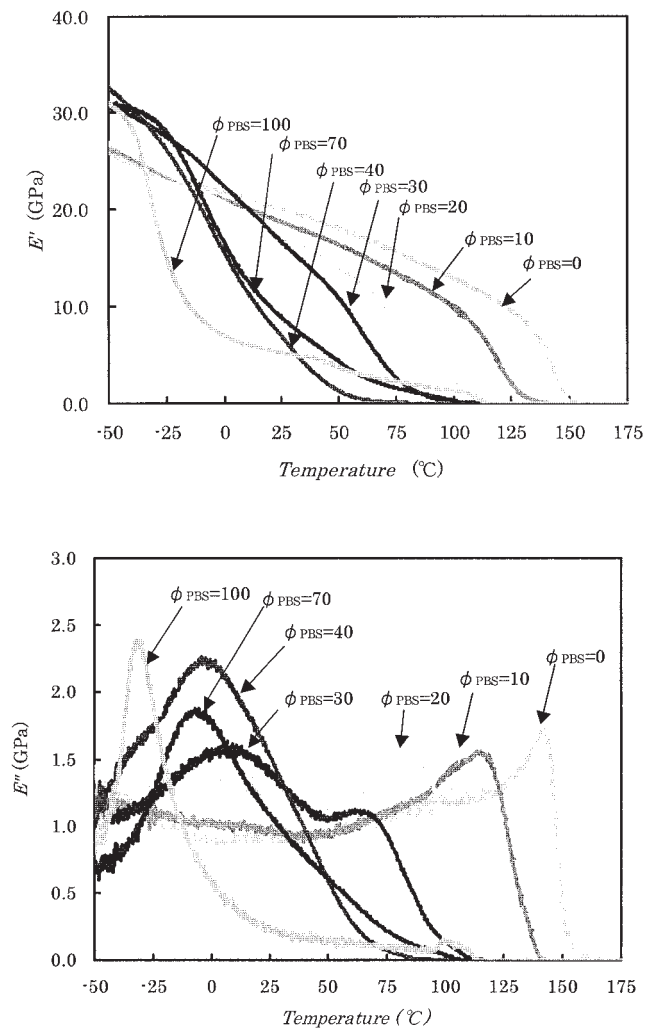 40.0
30.0
20.0
10.0
0.0
E' (GPa)
ϕ PBS=100
ϕ PBS=70
ϕ PBS=40
ϕ PBS=30
ϕ PBS=20
ϕ PBS=10
ϕ PBS=0
-50 -25 0 25 50 75 100 125 150 175
Temperature (℃)
3.0
2.5
2.0
1.5
1.0
0.5
0.0
E" (GPa)
ϕ PBS=100
ϕ PBS=70
ϕ PBS=40
ϕ PBS=30
ϕ PBS=20
ϕ PBS=10
ϕ PBS=0
-50 -25 0 25 50 75 100 125 150 175
Temperature (℃)